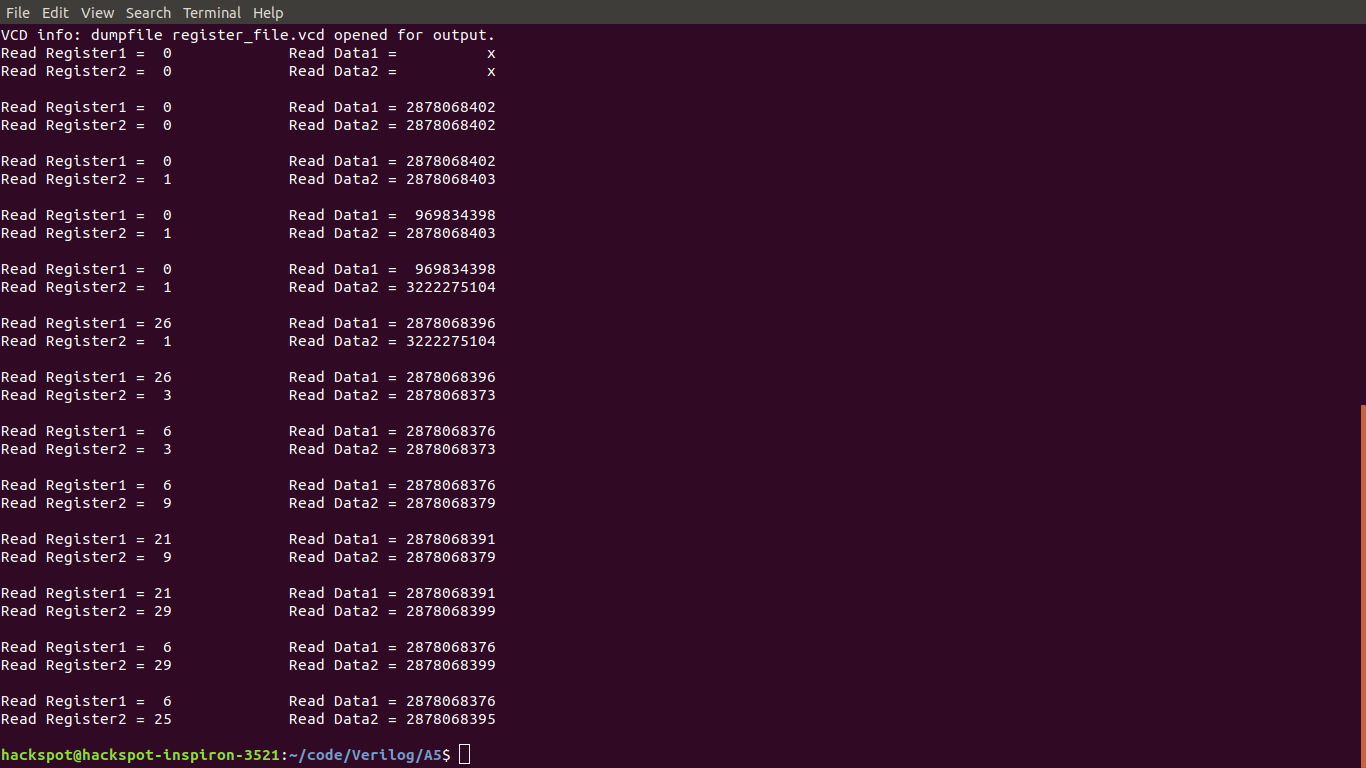 File Edit View Search Terminal Help
VCD info: dumpfile register_file.vcd opened for output.
Read Register1 =  0             Read Data1 =          x
Read Register2 =  0             Read Data2 =          x

Read Register1 =  0             Read Data1 = 2878068402
Read Register2 =  0             Read Data2 = 2878068402

Read Register1 =  0             Read Data1 = 2878068402
Read Register2 =  1             Read Data2 = 2878068403

Read Register1 =  0             Read Data1 =  969834398
Read Register2 =  1             Read Data2 = 2878068403

Read Register1 =  0             Read Data1 =  969834398
Read Register2 =  1             Read Data2 = 3222275104

Read Register1 = 26             Read Data1 = 2878068396
Read Register2 =  1             Read Data2 = 3222275104

Read Register1 = 26             Read Data1 = 2878068396
Read Register2 =  3             Read Data2 = 2878068373

Read Register1 =  6             Read Data1 = 2878068376
Read Register2 =  3             Read Data2 = 2878068373

Read Register1 =  6             Read Data1 = 2878068376
Read Register2 =  9             Read Data2 = 2878068379

Read Register1 = 21             Read Data1 = 2878068391
Read Register2 =  9             Read Data2 = 2878068379

Read Register1 = 21             Read Data1 = 2878068391
Read Register2 = 29             Read Data2 = 2878068399

Read Register1 =  6             Read Data1 = 2878068376
Read Register2 = 29             Read Data2 = 2878068399

Read Register1 =  6             Read Data1 = 2878068376
Read Register2 = 25             Read Data2 = 2878068395

hackspot@hackspot-inspiron-3521:~/code/Verilog/A5$